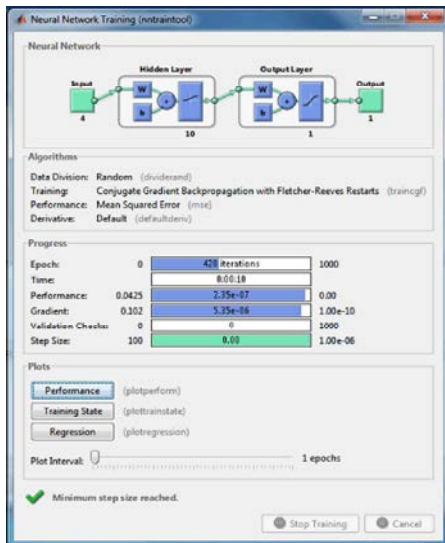 Neural Network Training (nntraintool)
Neural Network
Hidden Layer Output Layer
Input Output
W W
b b
4 10 1 1
Algorithms
Data Division: Random (dividerand)
Training: Conjugate Gradient Backpropagation with Fletcher-Reeves Restarts (traincgf)
Performance: Mean Squared Error (mse)
Derivative: Default (defaultderiv)
Progress
Epoch: 0 428 iterations 1000
Time: 0:00:10
Performance: 0.0425 2.35e-07 0.00
Gradient: 0.102 5.35e-06 1.00e-10
Validation Checks: 0 0 1000
Step Size: 100 0.00 1.00e-06
Plots
Performance (plotperform)
Training State (plottrainstate)
Regression (plotregression)
Plot Interval: 1 epochs
Minimum step size reached.
Stop Training Cancel